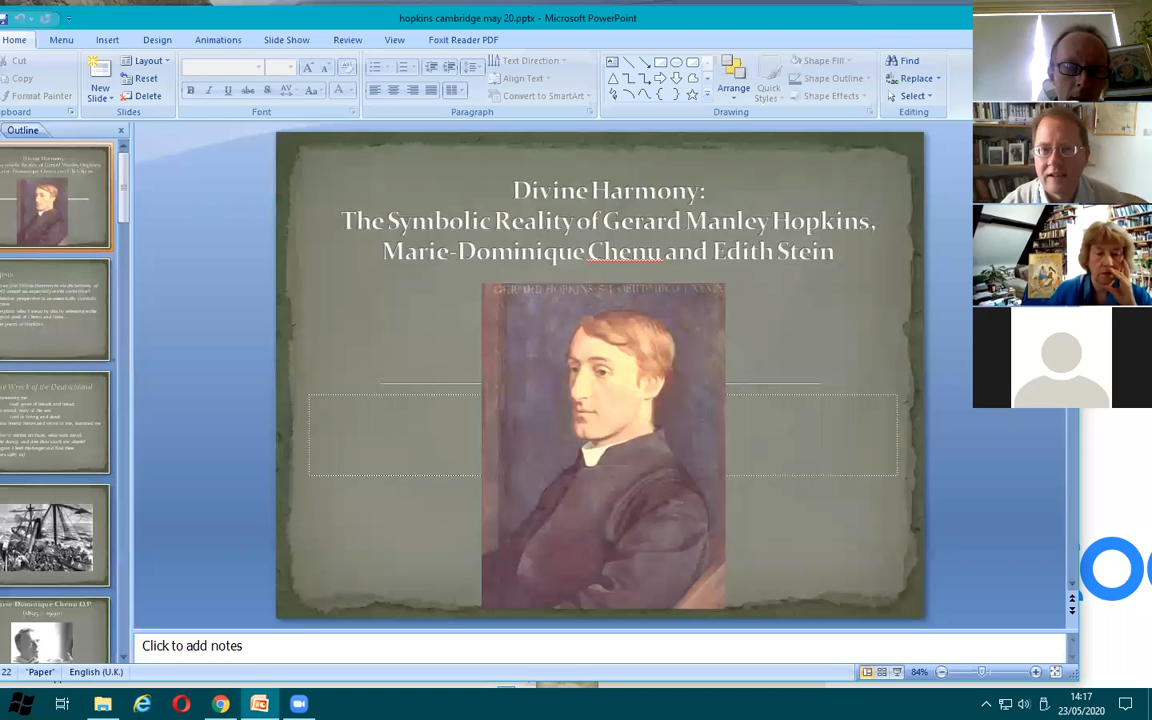 hopkins cambridge may 20.pptx - Microsoft PowerPoint
Home Menu Insert Design Animations Slide Show Review View Foxit Reader PDF
Cut
Copy
Format Painter
New
Slide
Layout
Reset
Delete
Slides
B I U abc S AV Aa A
Font
Text Direction
Align Text
Convert to SmartArt
Paragraph
Arrange
Quick
Styles
Shape Fill
Shape Outline
Shape Effects
Drawing
Find
Replace
Select
Editing
Outline
Divine Harmony:
The Symbolic Reality of Gerard Manley Hopkins,
Marie-Dominique Chenu and Edith Stein
GERARD HOPKINS
Click to add notes
22 "Paper" English (U.K.)
84%
14:17
23/05/2020